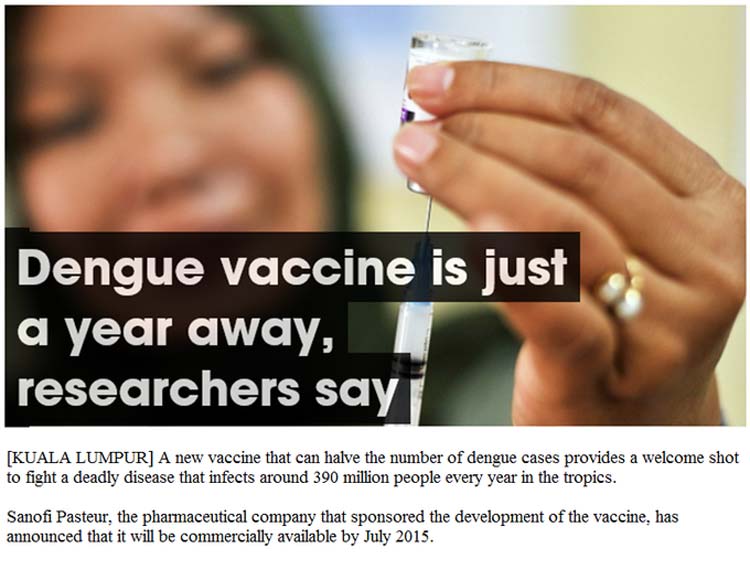 Dengue vaccine is just
a year away,
researchers say
[KUALA LUMPUR] A new vaccine that can halve the number of dengue cases provides a welcome shot
to fight a deadly disease that infects around 390 million people every year in the tropics.
Sanofi Pasteur, the pharmaceutical company that sponsored the development of the vaccine, has
announced that it will be commercially available by July 2015.